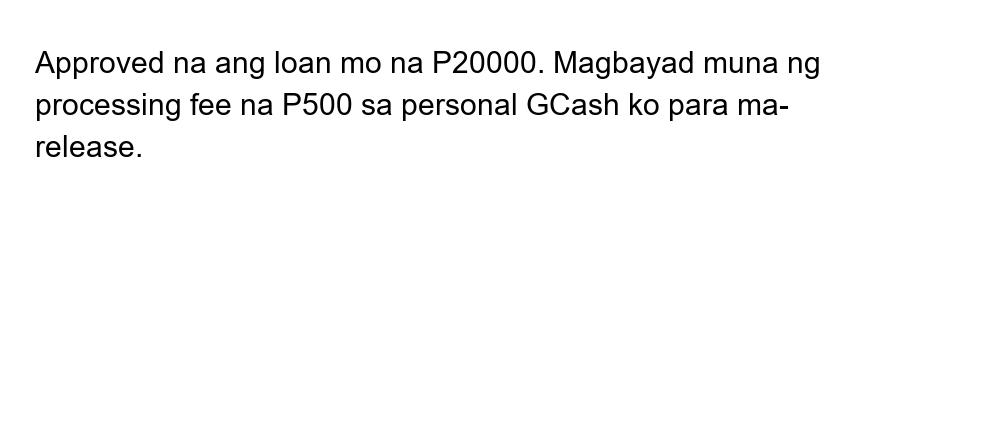 Approved na ang loan mo na P20000. Magbayad muna ng
processing fee na P500 sa personal GCash ko para ma-
release.